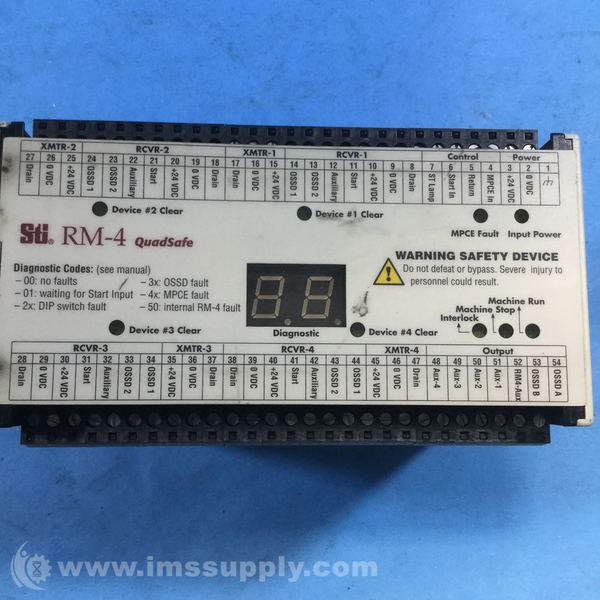 XMTR-2 RCVR-2 XMTR-1 RCVR-1 Control Power
27 26 25 24 23 22 21 20 19 18 17 16 15 14 13 12 11 10 9 8 7 6 5 4 3 2 1
Drain 0 VDC +24 VDC OSSD 1 OSSD 2 Auxiliary Start +24 VDC 0 VDC Drain Drain 0 VDC +24 VDC OSSD 1 OSSD 2 Auxiliary Start +24 VDC 0 VDC Drain ST Lamp Start In Return MPCE In +24 VDC 0 VDC
Device #2 Clear Device #1 Clear MPCE Fault Input Power
Sti® RM-4 QuadSafe
Diagnostic Codes: (see manual)
– 00: no faults – 3x: OSSD fault
– 01: waiting for Start Input – 4x: MPCE fault
– 2x: DIP switch fault – 50: internal RM-4 fault
88
Diagnostic
WARNING SAFETY DEVICE
Do not defeat or bypass. Severe injury to
personnel could result.
Machine Run
Machine Stop
Interlock
Device #3 Clear Device #4 Clear
RCVR-3 XMTR-3 RCVR-4 XMTR-4 Output
28 29 30 31 32 33 34 35 36 37 38 39 40 41 42 43 44 45 46 47 48 49 50 51 52 53 54
Drain 0 VDC +24 VDC Start Auxiliary OSSD 2 OSSD 1 +24 VDC 0 VDC Drain Drain 0 VDC +24 VDC Start Auxiliary OSSD 2 OSSD 1 +24 VDC 0 VDC Drain Aux-4 Aux-3 Aux-2 Aux-1 RM4-Aux OSSD B OSSD A
www.imssupply.com